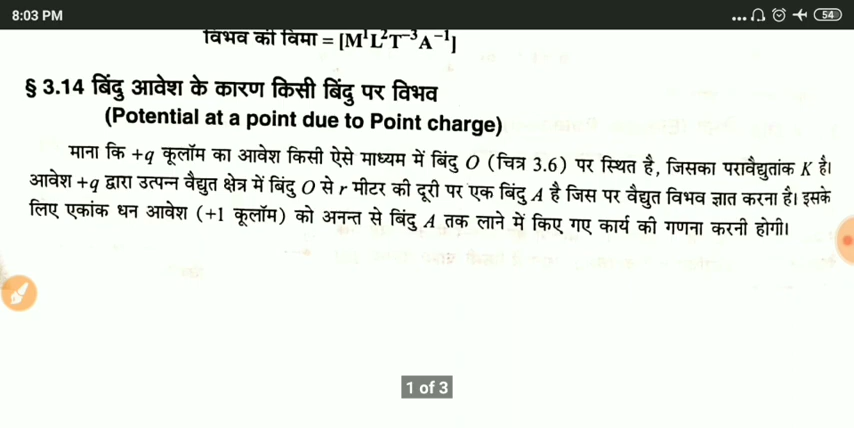 8:03 PM
54
विभव की विमा = [M¹L²T⁻³A⁻¹]
§ 3.14 बिंदु आवेश के कारण किसी बिंदु पर विभव
(Potential at a point due to Point charge)
माना कि +q कूलॉम का आवेश किसी ऐसे माध्यम में बिंदु O (चित्र 3.6) पर स्थित है, जिसका परावैद्युतांक K है।
आवेश +q द्वारा उत्पन्न वैद्युत क्षेत्र में बिंदु O से r मीटर की दूरी पर एक बिंदु A है जिस पर वैद्युत विभव ज्ञात करना है। इसके
लिए एकांक धन आवेश (+1 कूलॉम) को अनन्त से बिंदु A तक लाने में किए गए कार्य की गणना करनी होगी।
1 of 3